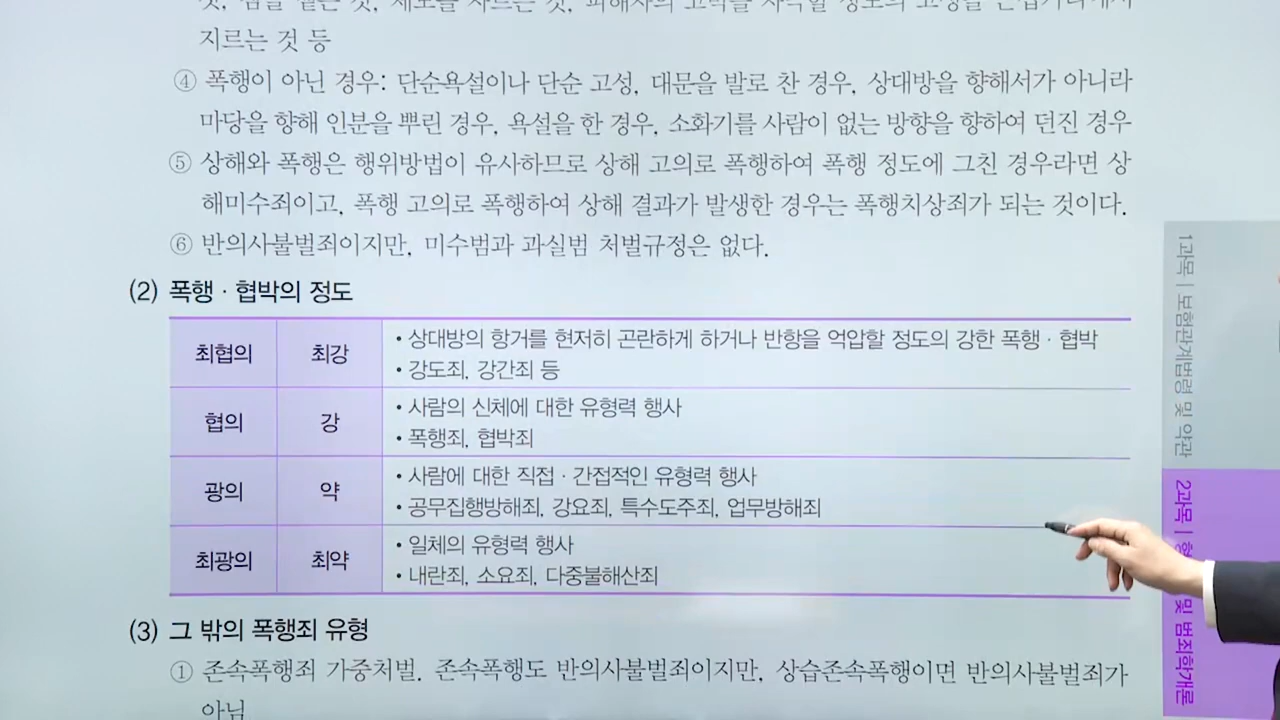 지르는 것 등
④ 폭행이 아닌 경우: 단순욕설이나 단순 고성, 대문을 발로 찬 경우, 상대방을 향해서가 아니라
마당을 향해 인분을 뿌린 경우, 욕설을 한 경우, 소화기를 사람이 없는 방향을 향하여 던진 경우
⑤ 상해와 폭행은 행위방법이 유사하므로 상해 고의로 폭행하여 폭행 정도에 그친 경우라면 상
해미수죄이고, 폭행 고의로 폭행하여 상해 결과가 발생한 경우는 폭행치상죄가 되는 것이다.
⑥ 반의사불벌죄이지만, 미수범과 과실범 처벌규정은 없다.
(2) 폭행·협박의 정도
최협의 최강
• 상대방의 항거를 현저히 곤란하게 하거나 반항을 억압할 정도의 강한 폭행·협박
• 강도죄, 강간죄 등
협의 강
• 사람의 신체에 대한 유형력 행사
• 폭행죄, 협박죄
광의 약
• 사람에 대한 직접·간접적인 유형력 행사
• 공무집행방해죄, 강요죄, 특수도주죄, 업무방해죄
최광의 최약
• 일체의 유형력 행사
• 내란죄, 소요죄, 다중불해산죄
(3) 그 밖의 폭행죄 유형
① 존속폭행죄 가중처벌. 존속폭행도 반의사불벌죄이지만, 상습존속폭행이면 반의사불벌죄가
아님
1과목 | 보험관계법령 및 약관
2과목 | 및 범죄학개론